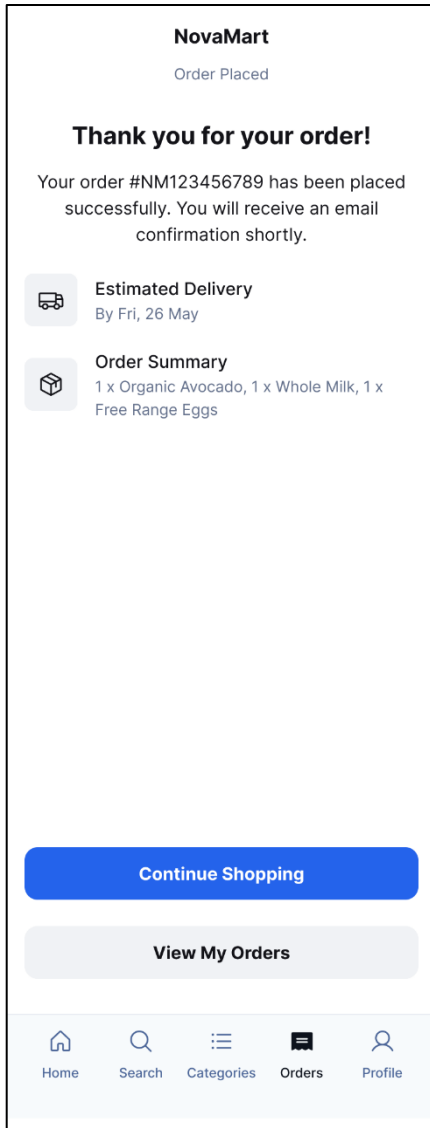 NovaMart
Order Placed
Thank you for your order!
Your order #NM123456789 has been placed
successfully. You will receive an email
confirmation shortly.
Estimated Delivery
By Fri, 26 May
Order Summary
1 x Organic Avocado, 1 x Whole Milk, 1 x
Free Range Eggs
Continue Shopping
View My Orders
Home Search Categories Orders Profile